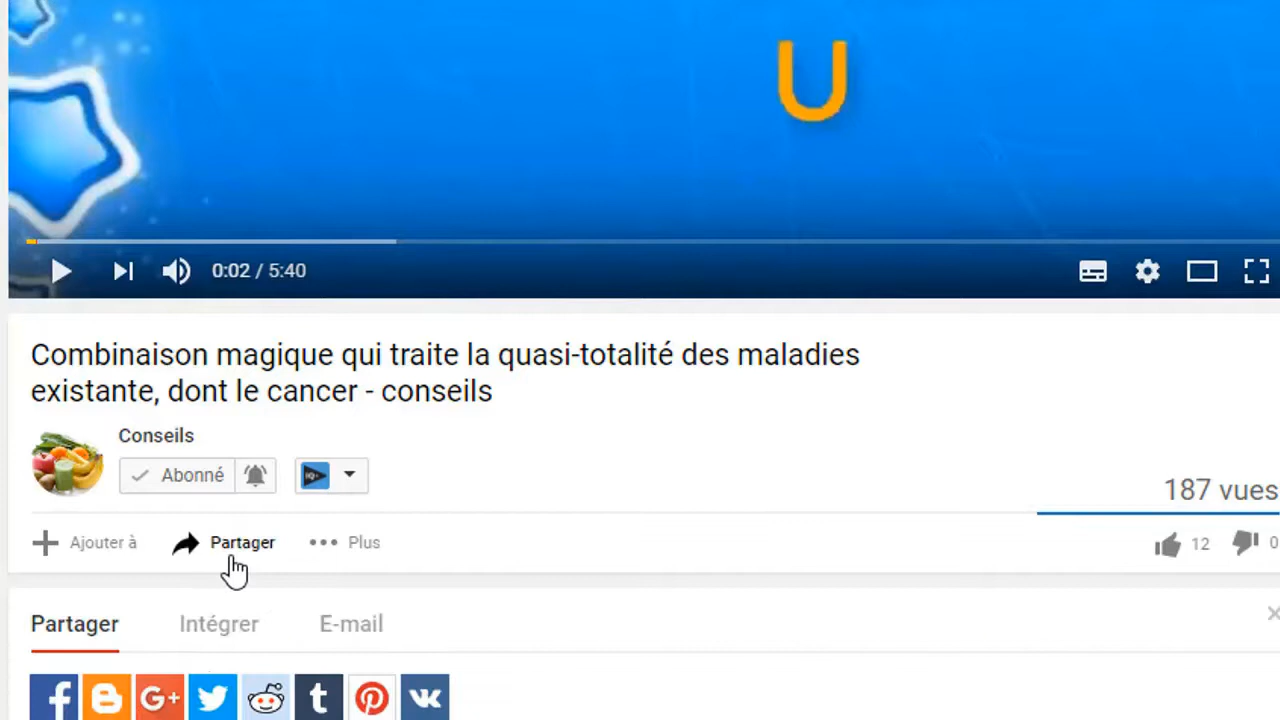 U
0:02 / 5:40
Combinaison magique qui traite la quasi-totalité des maladies
existante, dont le cancer - conseils
Conseils
Abonné
187 vues
Ajouter à Partager Plus 12 0
Partager Intégrer E-mail
f G+ t